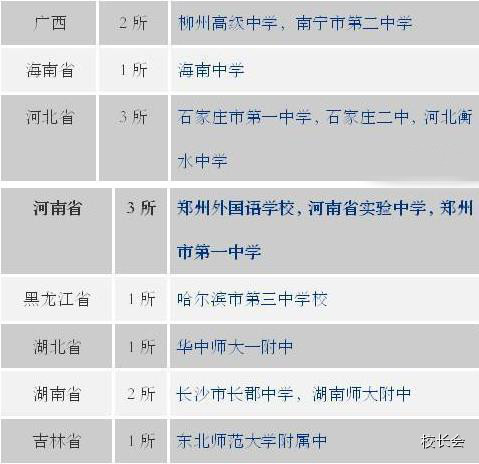 广西 2 所 柳州高级中学，南宁市第二中学
海南省 1 所 海南中学
河北省 3 所 石家庄市第一中学，石家庄二中，河北衡
水中学
河南省 3 所 郑州外国语学校，河南省实验中学，郑州
市第一中学
黑龙江省 1 所 哈尔滨市第三中学校
湖北省 1 所 华中师大一附中
湖南省 2 所 长沙市长郡中学，湖南师大附中
吉林省 1 所 东北师范大学附属中
校长会